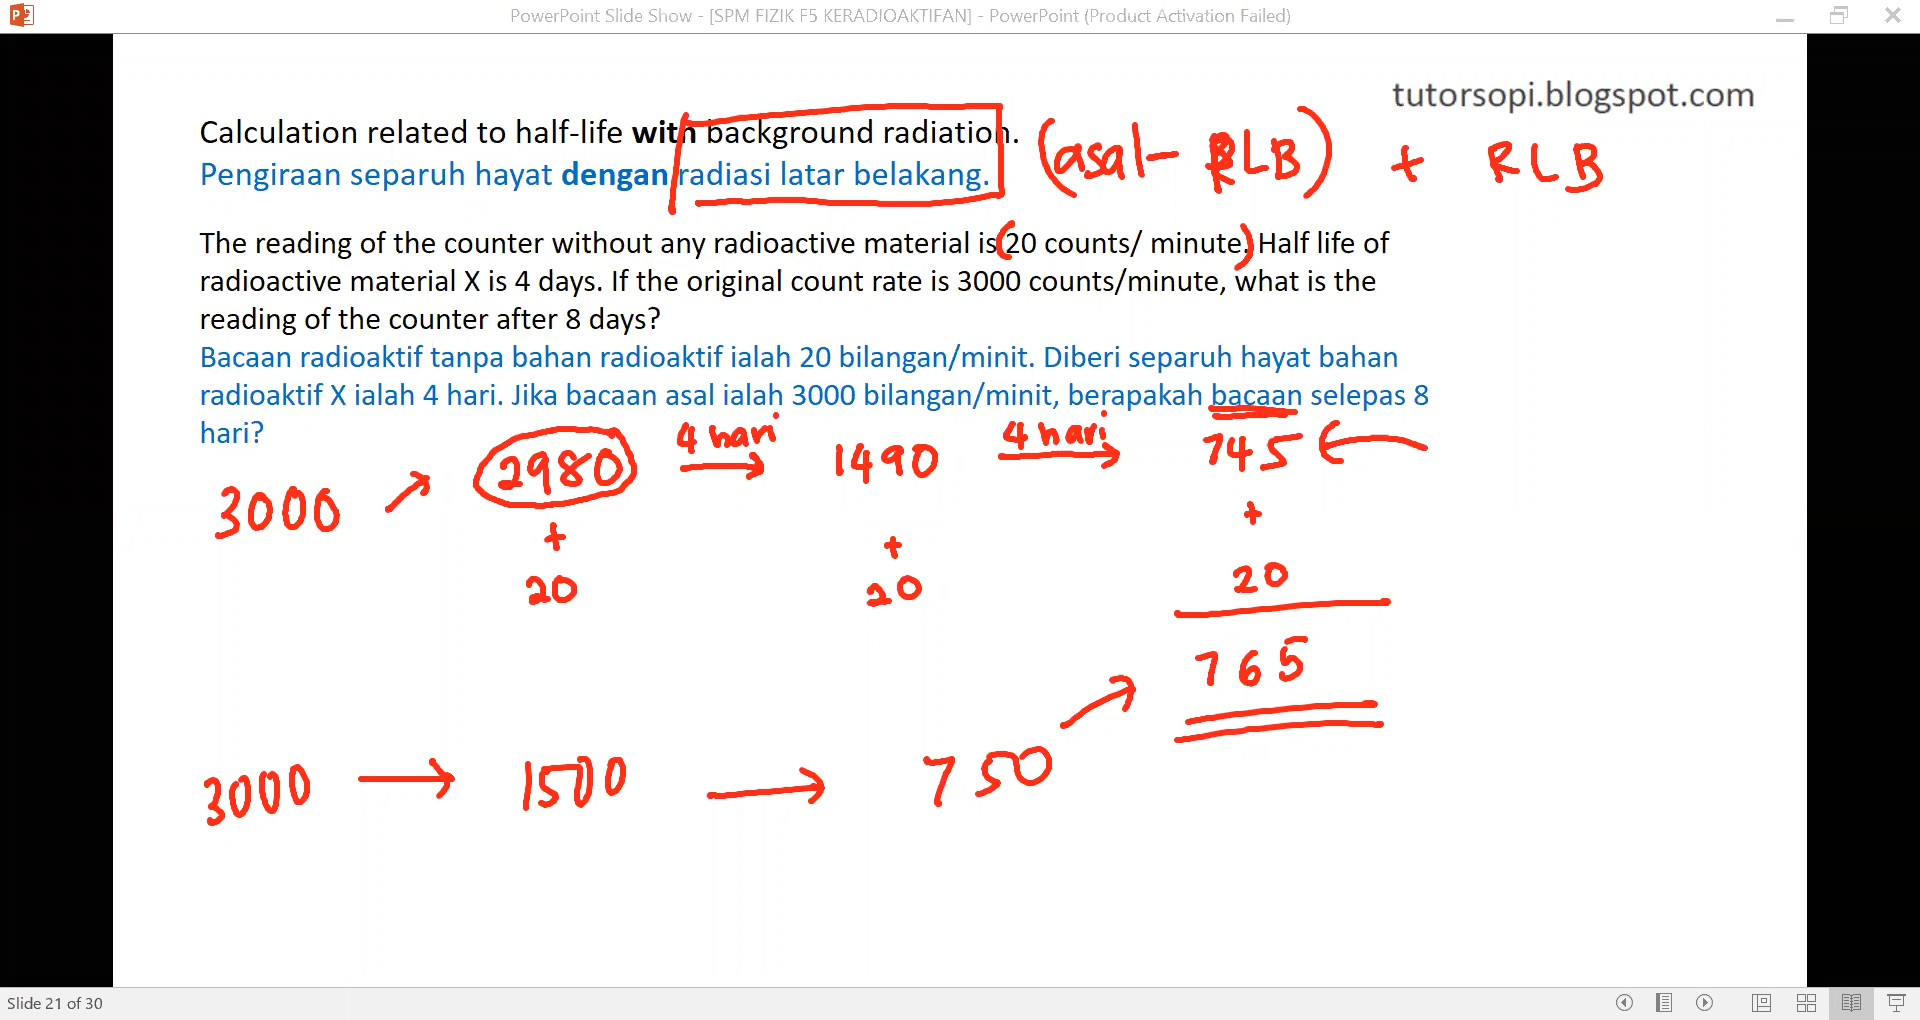 PowerPoint Slide Show - [SPM FIZIK F5 KERADIOAKTIFAN] - PowerPoint (Product Activation Failed)
tutorsopi.blogspot.com
Calculation related to half-life with background radiation.
(asal - RLB) + RLB
Pengiraan separuh hayat dengan radiasi latar belakang.
The reading of the counter without any radioactive material is (20 counts/ minute.) Half life of
radioactive material X is 4 days. If the original count rate is 3000 counts/minute, what is the
reading of the counter after 8 days?
Bacaan radioaktif tanpa bahan radioaktif ialah 20 bilangan/minit. Diberi separuh hayat bahan
radioaktif X ialah 4 hari. Jika bacaan asal ialah 3000 bilangan/minit, berapakah bacaan selepas 8
hari?
4 hari 4 hari
3000 → 2980 → 1490 → 745 ←
+ + +
20 20 20
765
3000 → 1500 → 750 →
Slide 21 of 30